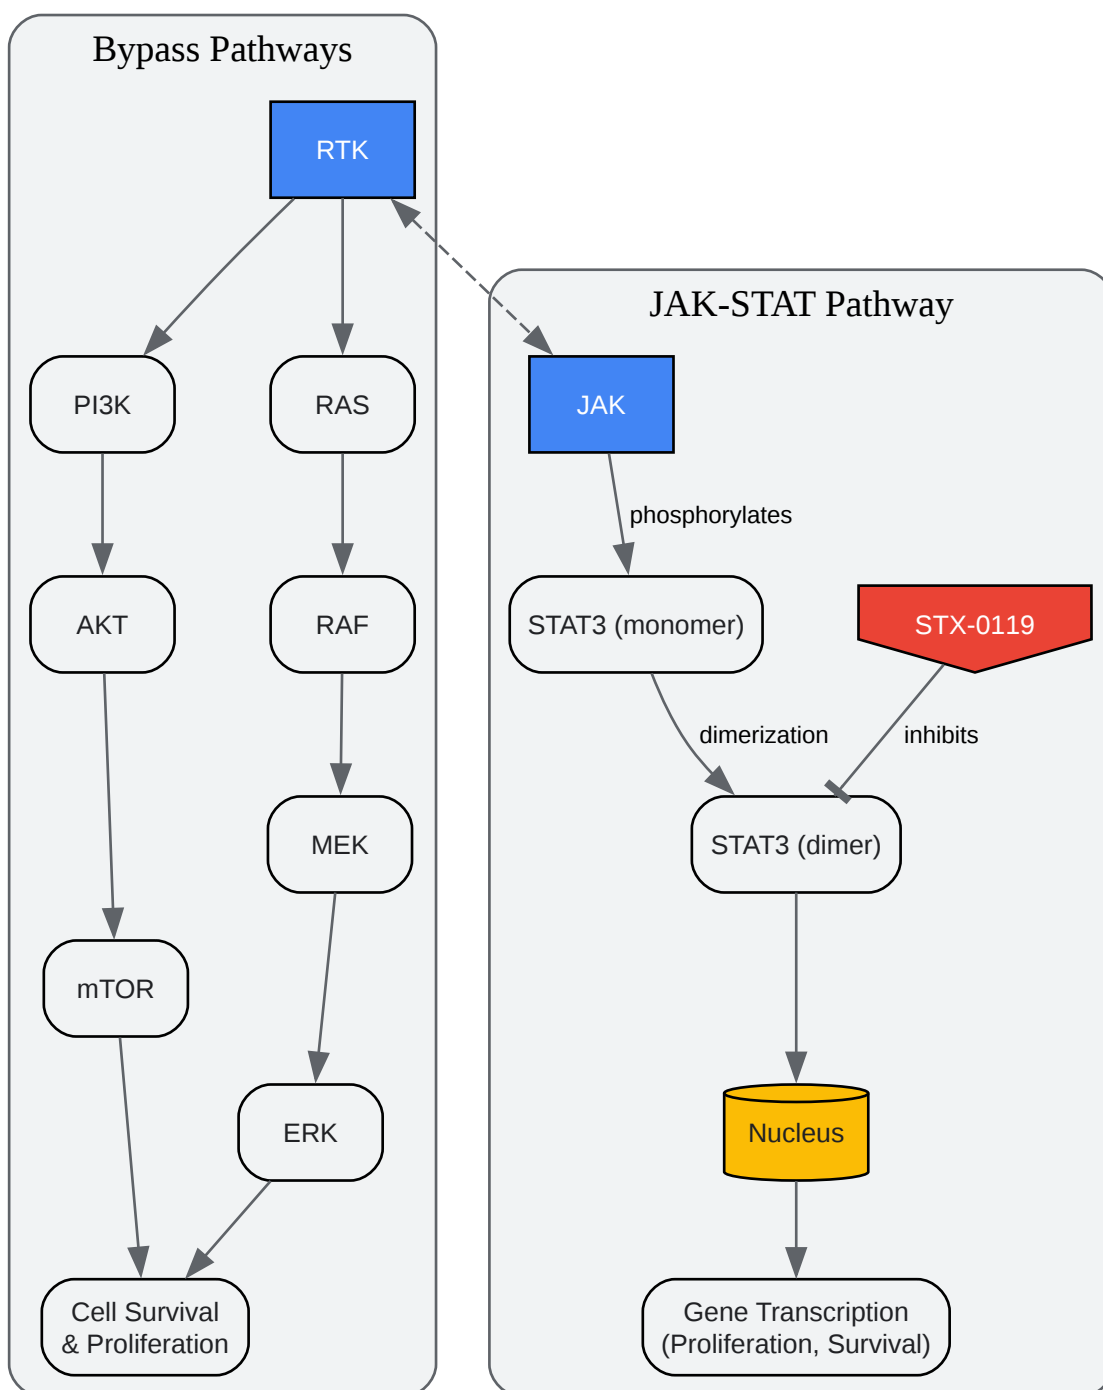 Bypass Pathways
RTK
PI3K
RAS
AKT
RAF
MEK
mTOR
ERK
Cell Survival
& Proliferation
JAK-STAT Pathway
JAK
phosphorylates
STAT3 (monomer)
STX-0119
dimerization
inhibits
STAT3 (dimer)
Nucleus
Gene Transcription
(Proliferation, Survival)